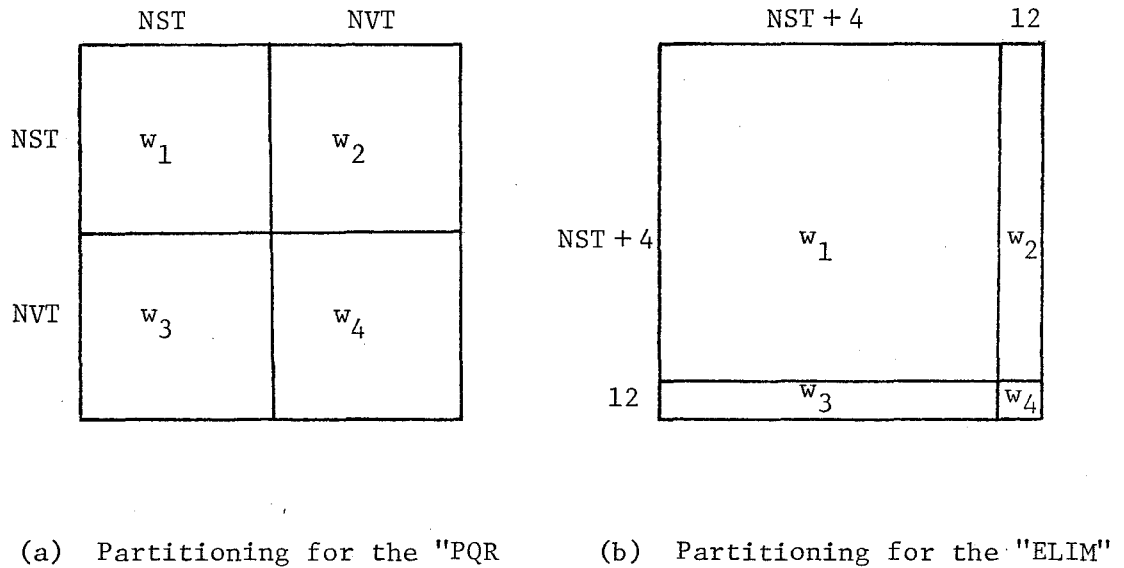 NST NVT
NST + 4 12
NST w1 w2
NST + 4 w1 w2
NVT w3 w4
12 w3 w4
(a) Partitioning for the "PQR
(b) Partitioning for the "ELIM"